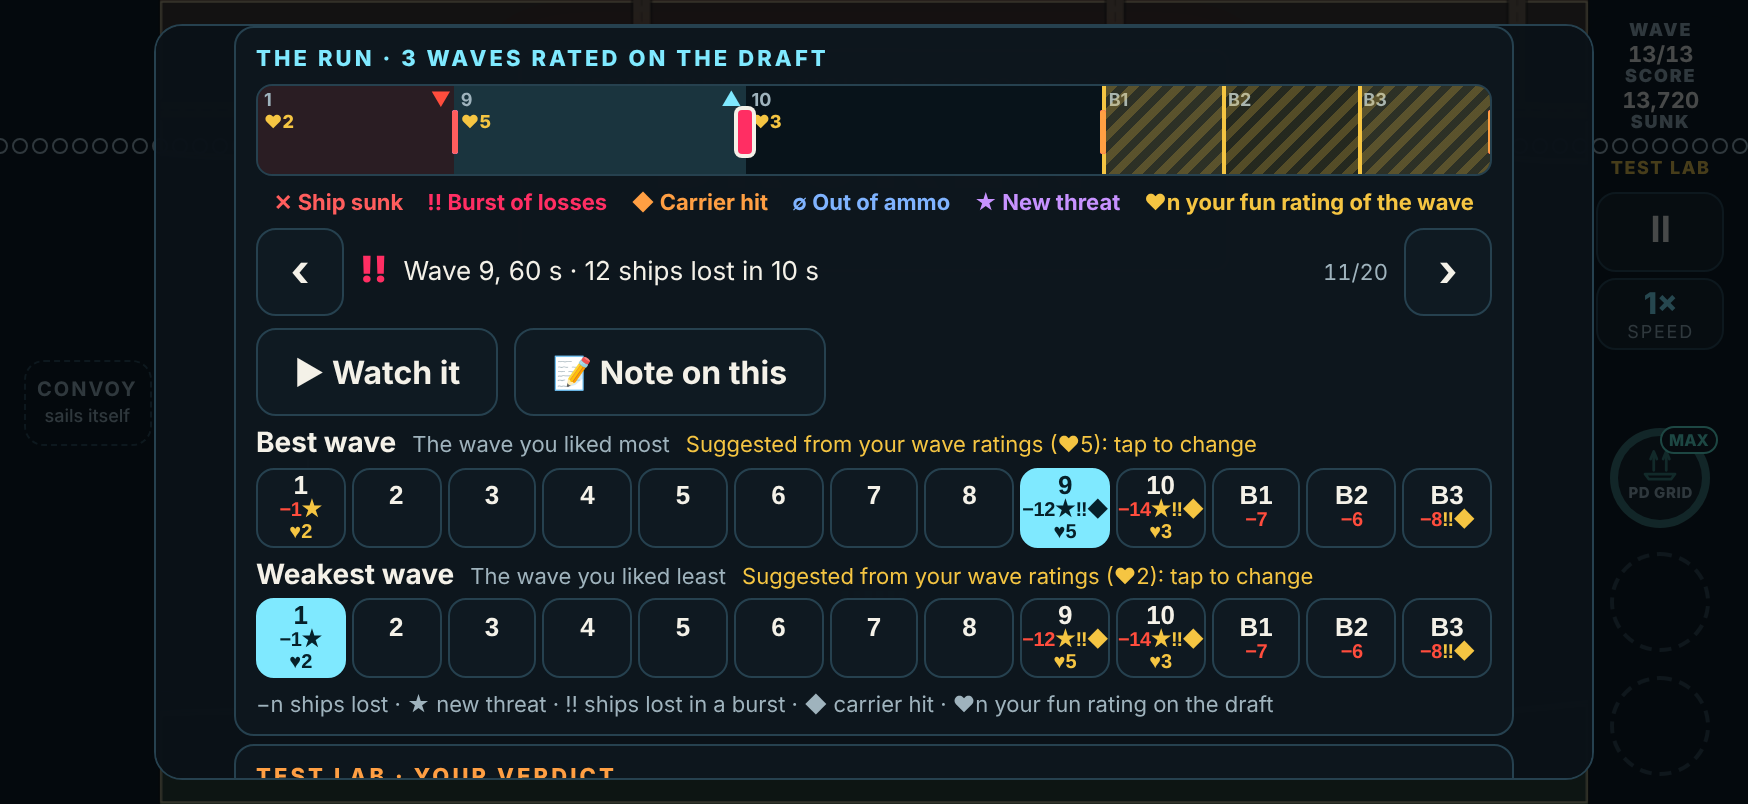 THE RUN · 3 WAVES RATED ON THE DRAFT
1 9 10 B1 B2 B3
♥2 ♥5 ♥3
✕ Ship sunk !! Burst of losses ◆ Carrier hit ø Out of ammo ★ New threat ♥n your fun rating of the wave
‹ !! Wave 9, 60 s · 12 ships lost in 10 s 11/20 ›
▶ Watch it 📝 Note on this
Best wave The wave you liked most Suggested from your wave ratings (♥5): tap to change
1 2 3 4 5 6 7 8 9 10 B1 B2 B3
−1★ −12★!!◆ −14★!!◆ −7 −6 −8!!◆
♥2 ♥5 ♥3
Weakest wave The wave you liked least Suggested from your wave ratings (♥2): tap to change
1 2 3 4 5 6 7 8 9 10 B1 B2 B3
−1★ −12★!!◆ −14★!!◆ −7 −6 −8!!◆
♥2 ♥5 ♥3
−n ships lost · ★ new threat · !! ships lost in a burst · ◆ carrier hit · ♥n your fun rating on the draft
TEST LAB · YOUR VERDICT
CONVOY
sails itself
WAVE
13/13
SCORE
13,720
SUNK
TEST LAB
1×
SPEED
MAX
PD GRID